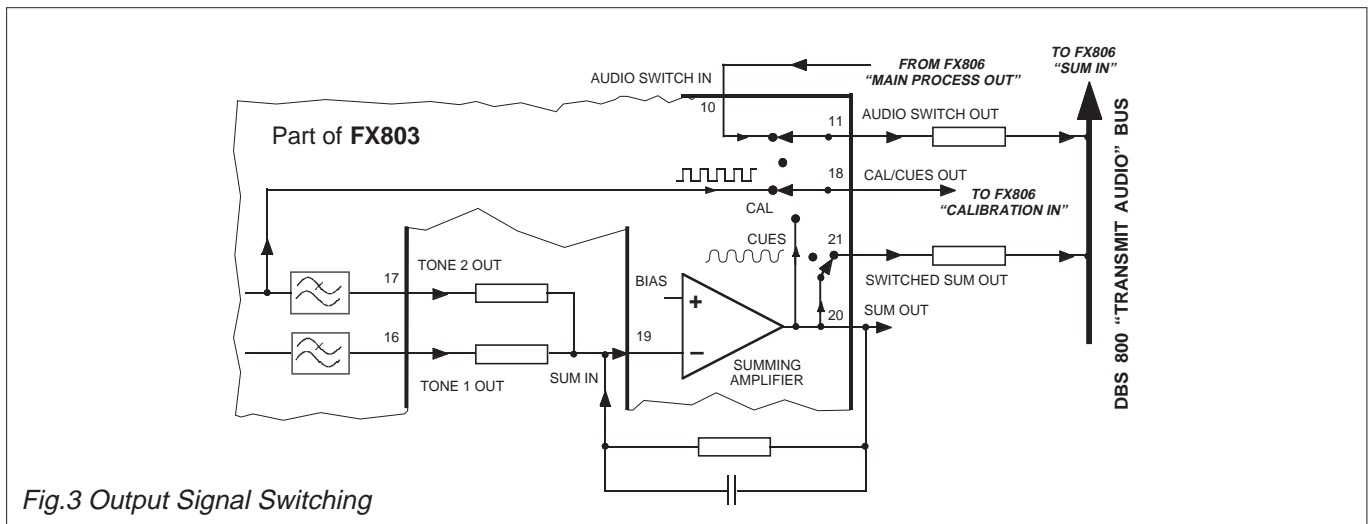 TO FX806
“SUM IN”
FROM FX806
“MAIN PROCESS OUT”
AUDIO SWITCH IN
10
Part of FX803
11
AUDIO SWITCH OUT
18
CAL/CUES OUT
TO FX806
“CALIBRATION IN”
CAL
CUES
21
SWITCHED SUM OUT
17
TONE 2 OUT
BIAS
+
20
SUM OUT
16
TONE 1 OUT
SUM IN
19
–
SUMMING
AMPLIFIER
DBS 800 “TRANSMIT AUDIO” BUS
Fig.3 Output Signal Switching